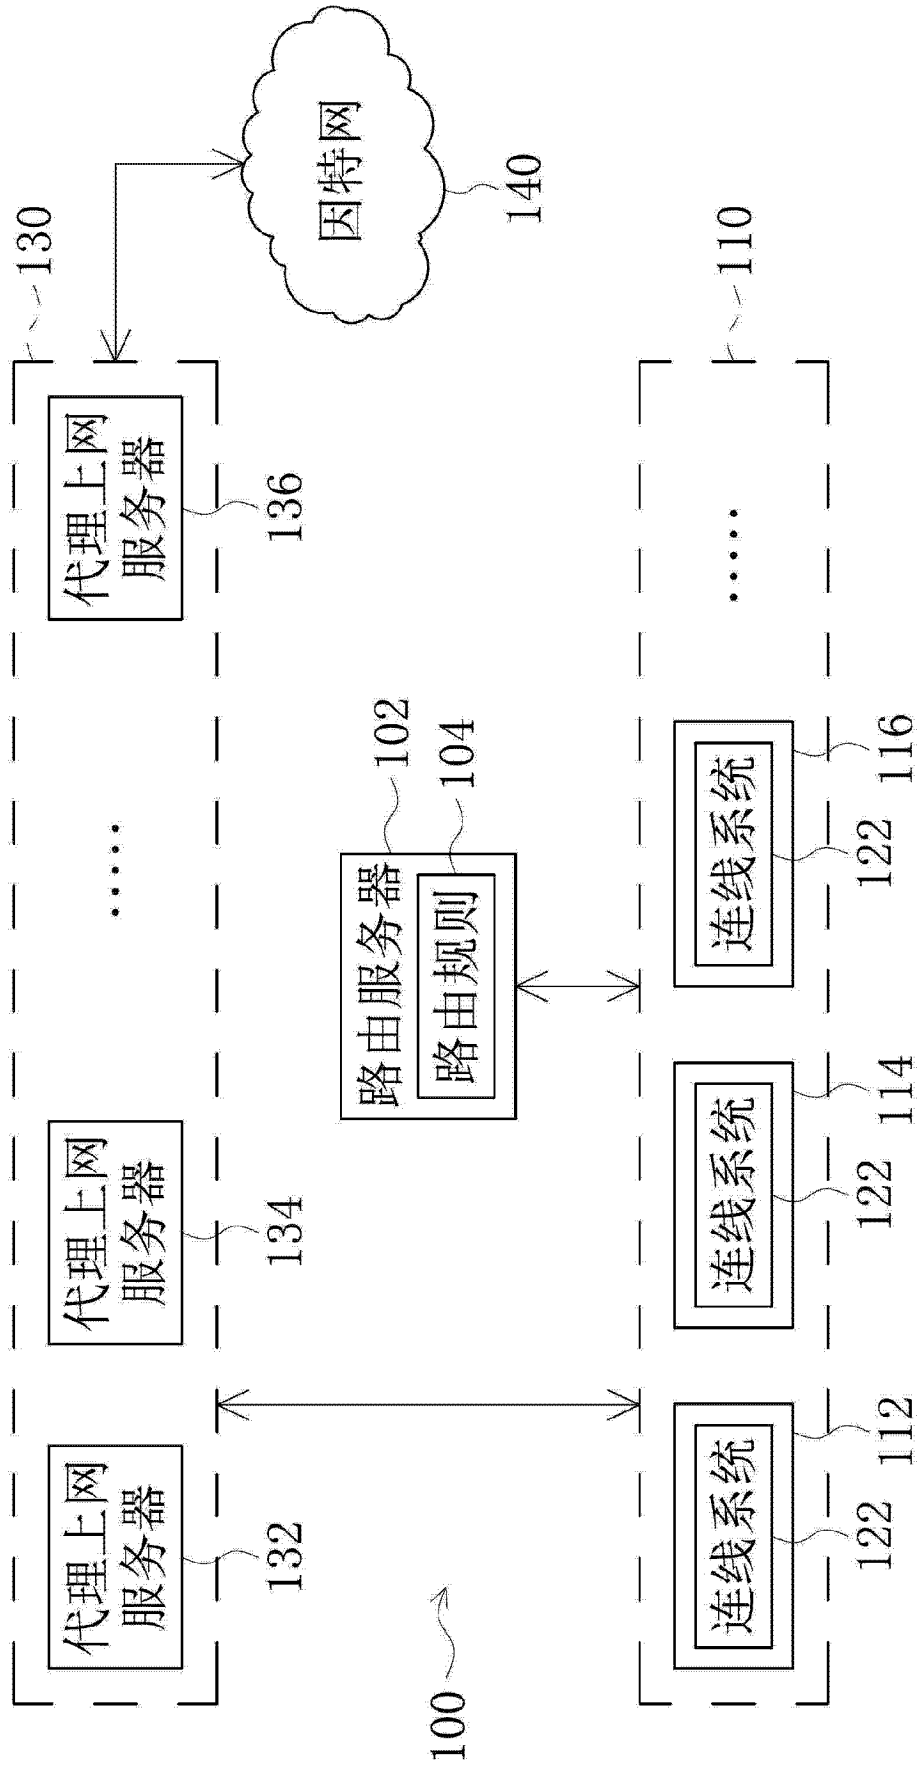 代理上网
服务器
132
代理上网
服务器
134
.....
代理上网
服务器
136
130
因特网
140
路由服务器
102
路由规则
104
100
连线系统
122
112
连线系统
122
114
连线系统
122
116
.....
110